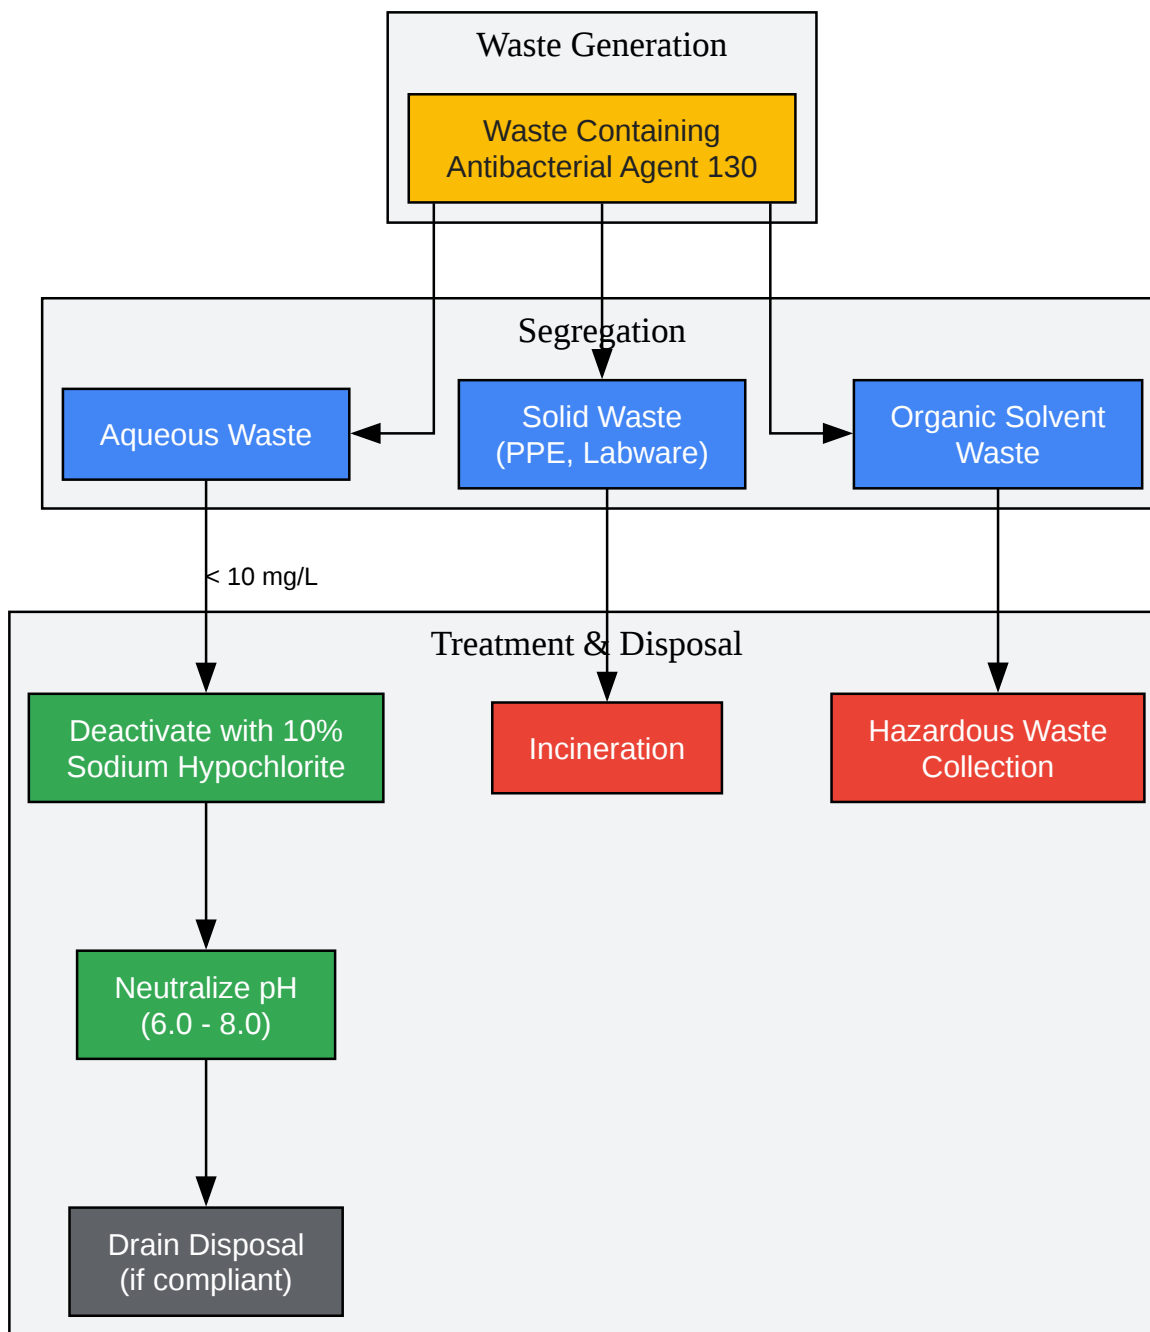 Waste Generation
Waste Containing
Antibacterial Agent 130
Segregation
Aqueous Waste
Solid Waste
(PPE, Labware)
Organic Solvent
Waste
< 10 mg/L
Treatment & Disposal
Deactivate with 10%
Sodium Hypochlorite
Incineration
Hazardous Waste
Collection
Neutralize pH
(6.0 - 8.0)
Drain Disposal
(if compliant)